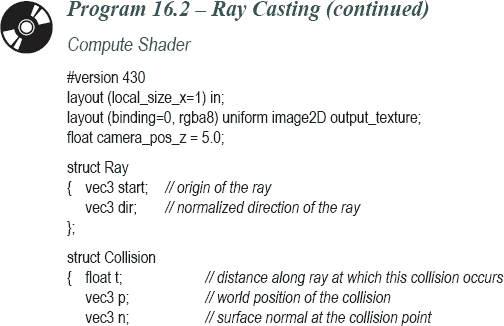 Program 16.2 – Ray Casting (continued)
Compute Shader
#version 430
layout (local_size_x=1) in;
layout (binding=0, rgba8) uniform image2D output_texture;
float camera_pos_z = 5.0;
struct Ray
{ vec3 start; // origin of the ray
vec3 dir; // normalized direction of the ray
};
struct Collision
{ float t; // distance along ray at which this collision occurs
vec3 p; // world position of the collision
vec3 n; // surface normal at the collision point